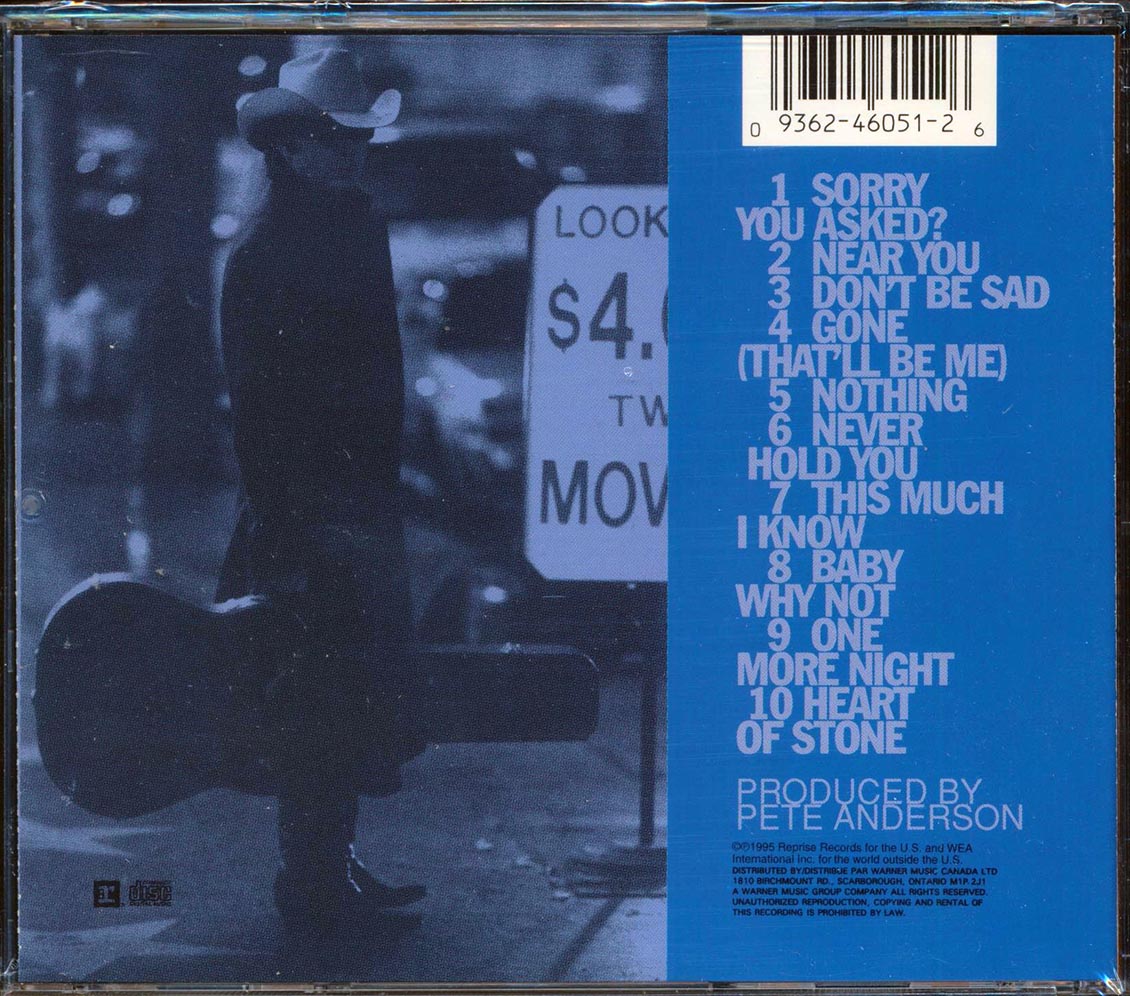 0 9362-46051-2 6
1 SORRY
YOU ASKED?
2 NEAR YOU
3 DON'T BE SAD
4 GONE
(THAT'LL BE ME)
5 NOTHING
6 NEVER
HOLD YOU
7 THIS MUCH
I KNOW
8 BABY
WHY NOT
9 ONE
MORE NIGHT
10 HEART
OF STONE
PRODUCED BY
PETE ANDERSON
©℗1995 Reprise Records for the U.S. and WEA
International Inc. for the world outside the U.S.
DISTRIBUTED BY/DISTRIBUÉ PAR WARNER MUSIC CANADA LTD
1810 BIRCHMOUNT RD., SCARBOROUGH, ONTARIO M1P 2J1
A WARNER MUSIC GROUP COMPANY ALL RIGHTS RESERVED.
UNAUTHORIZED REPRODUCTION, COPYING AND RENTAL OF
THIS RECORDING IS PROHIBITED BY LAW.
LOOK
$4.
TW
MOV
r
disc